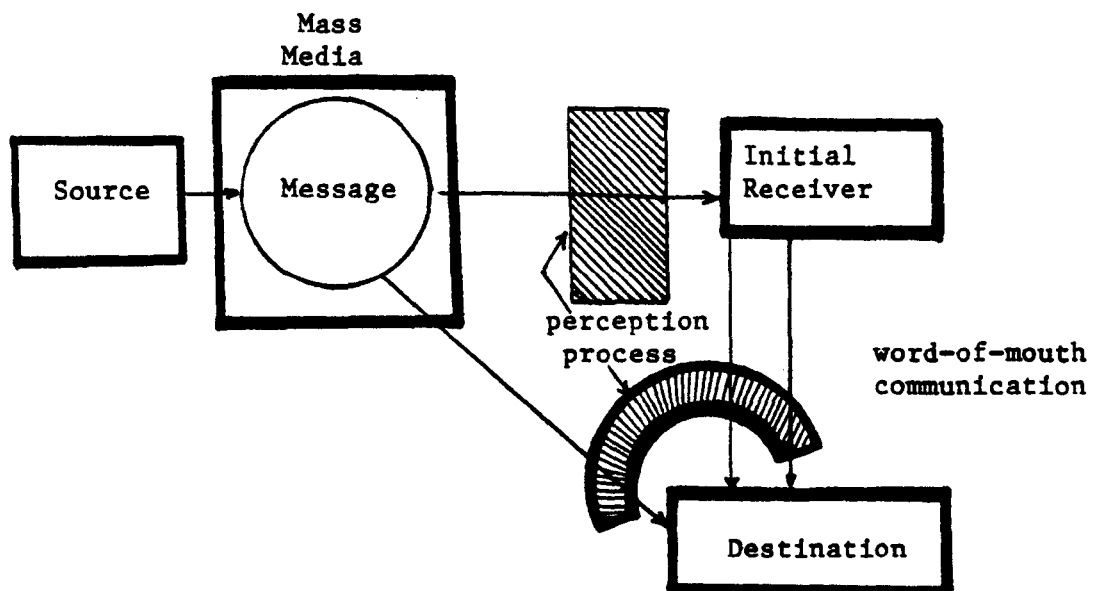 Mass
Media
Source
Message
Initial
Receiver
perception
process
word-of-mouth
communication
Destination